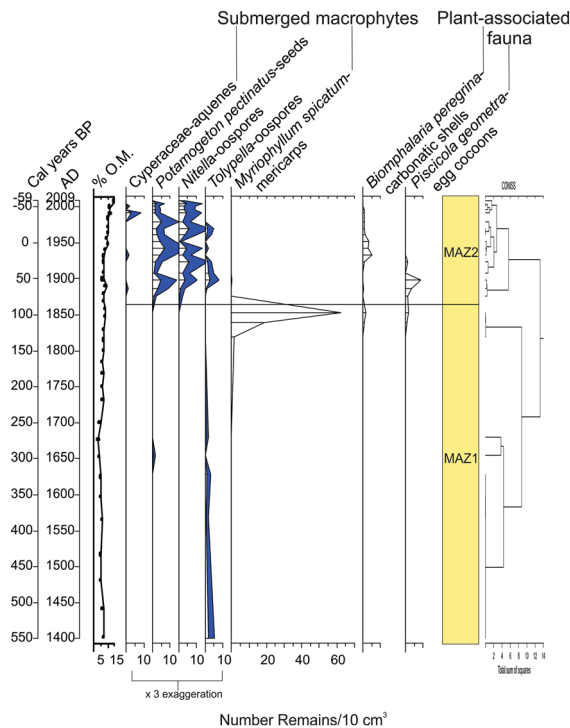 Submerged macrophytes
Plant-associated
fauna
Cal years BP
AD
% O.M.
Cyperaceae-aquenes
Potamogeton pectinatus-seeds
Nitella-oospores
Tolypella-oospores
Myriophyllum spicatum-
mericarps
Biomphalaria peregrina-
carbonatic shells
Piscicola geometra-
egg cocoons
CONISS
-59 2009
-50 2000
0 1950
50 1900
100 1850
150 1800
200 1750
250 1700
300 1650
350 1600
400 1550
450 1500
500 1450
550 1400
MAZ2
MAZ1
5 15 10 10 10 10 20 40 60
2 4 6 8 10 12 14
Total sum of squares
x 3 exaggeration
Number Remains/10 cm³